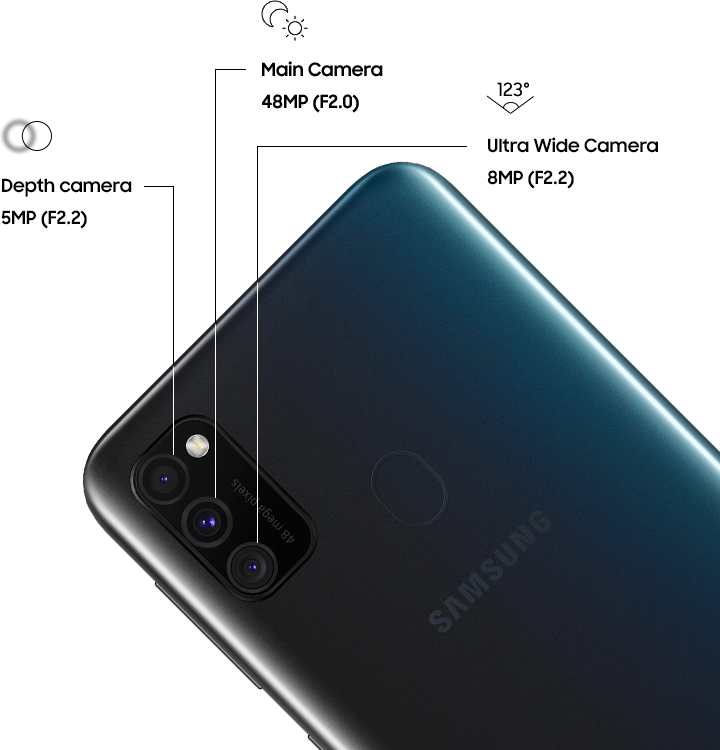 Main Camera
48MP (F2.0)
123°
Ultra Wide Camera
8MP (F2.2)
Depth camera
5MP (F2.2)
48 megapixels
SAMSUNG